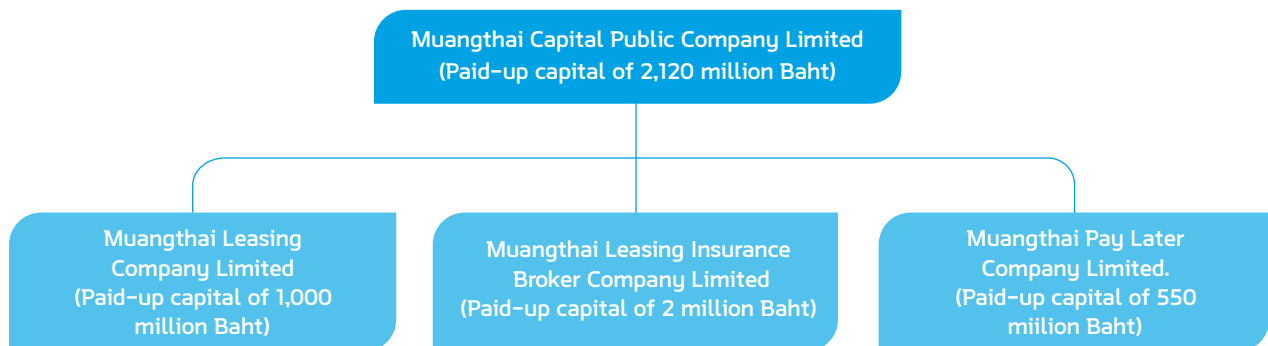 Muangthai Capital Public Company Limited
(Paid-up capital of 2,120 million Baht)
Muangthai Leasing
Company Limited
(Paid-up capital of 1,000
million Baht)
Muangthai Leasing Insurance
Broker Company Limited
(Paid-up capital of 2 million Baht)
Muangthai Pay Later
Company Limited.
(Paid-up capital of 550
miilion Baht)